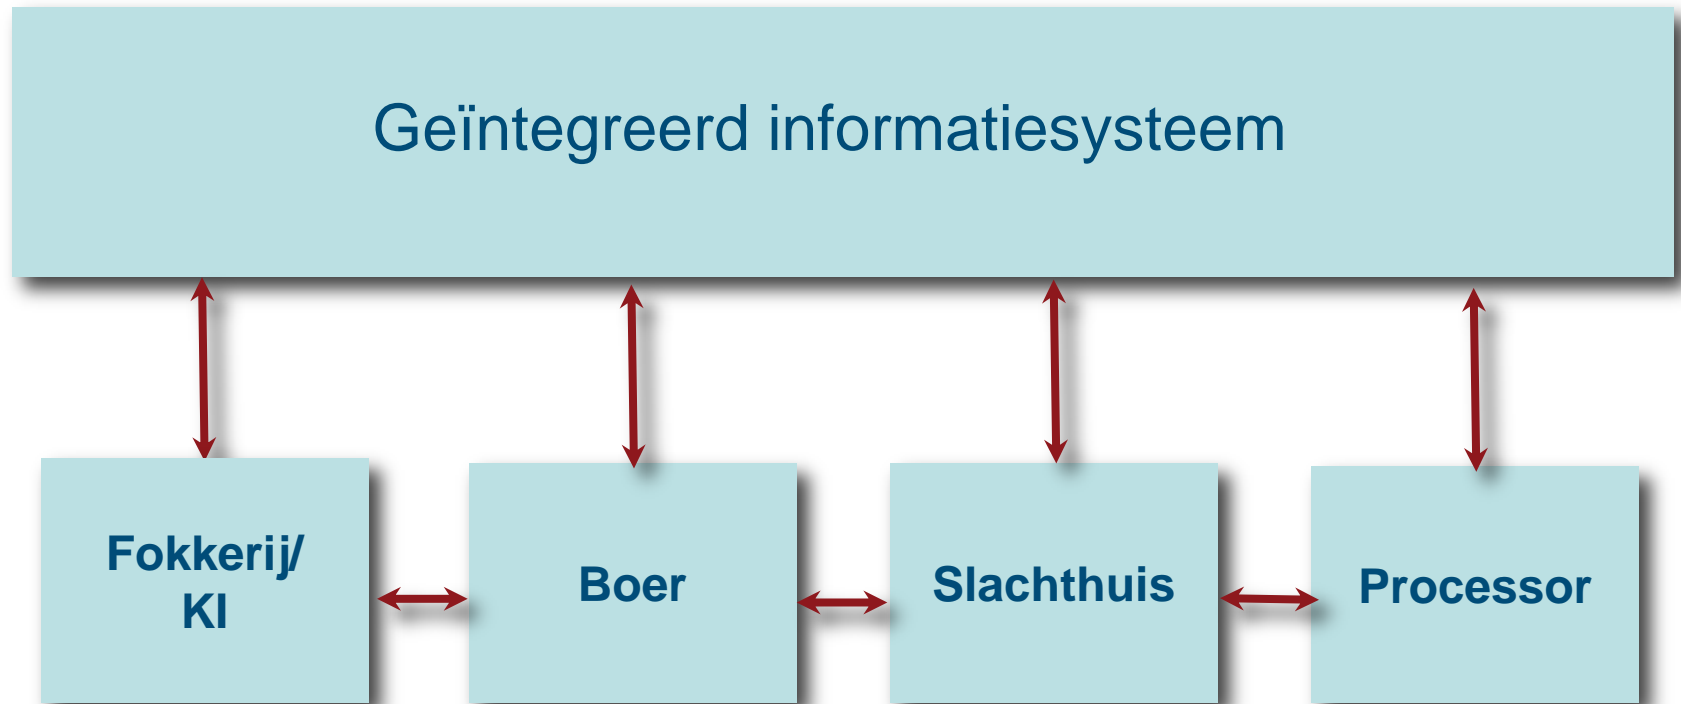 Geïntegreerd informatiesysteem
Fokkerij/
KI
Boer
Slachthuis
Processor